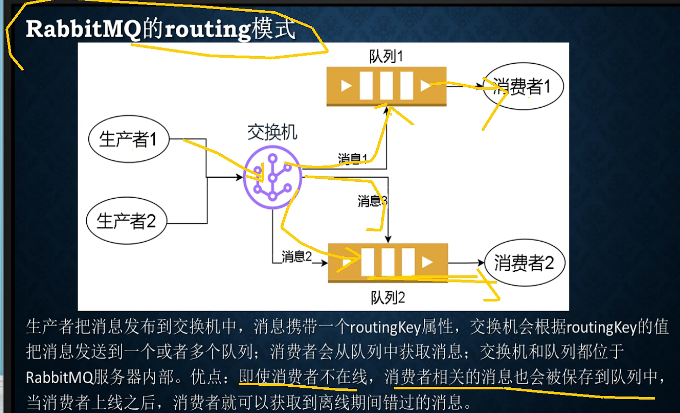 RabbitMQ的routing模式
队列1
消费者1
生产者1
交换机
消息1
消息3
生产者2
消息2
消费者2
队列2
生产者把消息发布到交换机中，消息携带一个routingKey属性，交换机会根据routingKey的值
把消息发送到一个或者多个队列；消费者会从队列中获取消息；交换机和队列都位于
RabbitMQ服务器内部。优点：即使消费者不在线，消费者相关的消息也会被保存到队列中，
当消费者上线之后，消费者就可以获取到离线期间错过的消息。